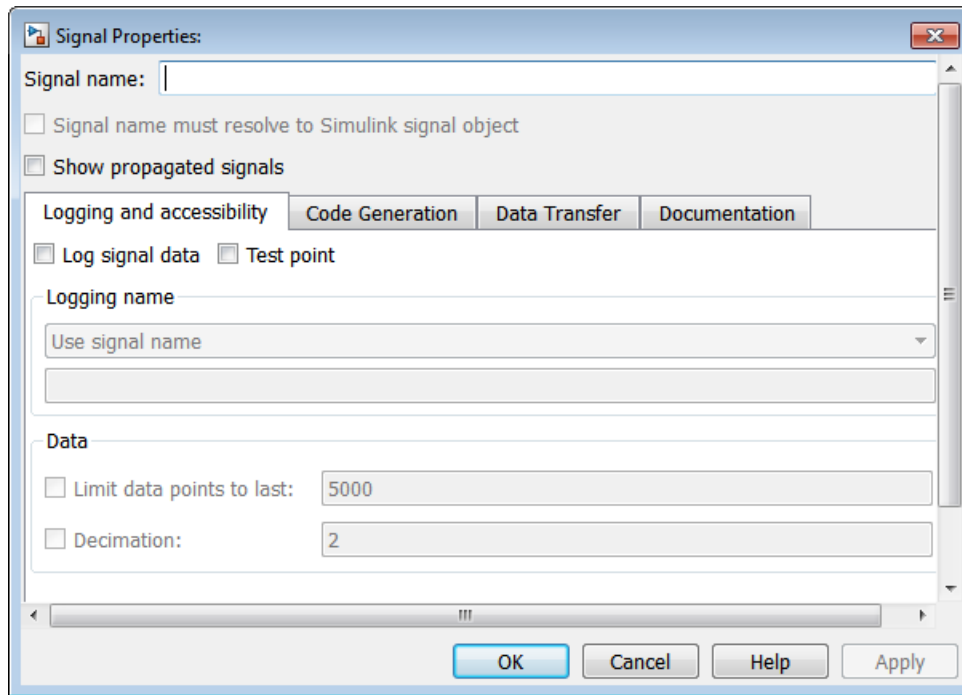 Signal Properties:
Signal name:
Signal name must resolve to Simulink signal object
Show propagated signals
Logging and accessibility Code Generation Data Transfer Documentation
Log signal data Test point
Logging name
Use signal name
Data
Limit data points to last: 5000
Decimation: 2
OK Cancel Help Apply